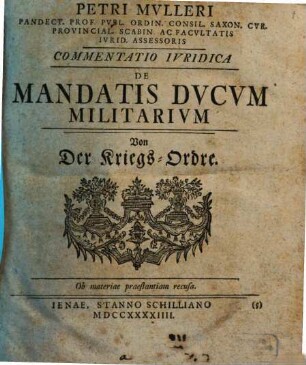 PETRI MVLLERI
PANDECT. PROF. PVBL. ORDIN. CONSIL. SAXON. CVR.
PROVINCIAL. SCABIN AC FACVLTATIS
IVRID. ASSESSORIS
COMMENTATIO IVRIDICA
DE
MANDATIS DVCVM
MILITARIVM
Von
Der Kriegs-Ordre.
Ob materiae praestantiam recusa.
IENAE, STANNO SCHILLIANO
MDCCXXXXIIII.